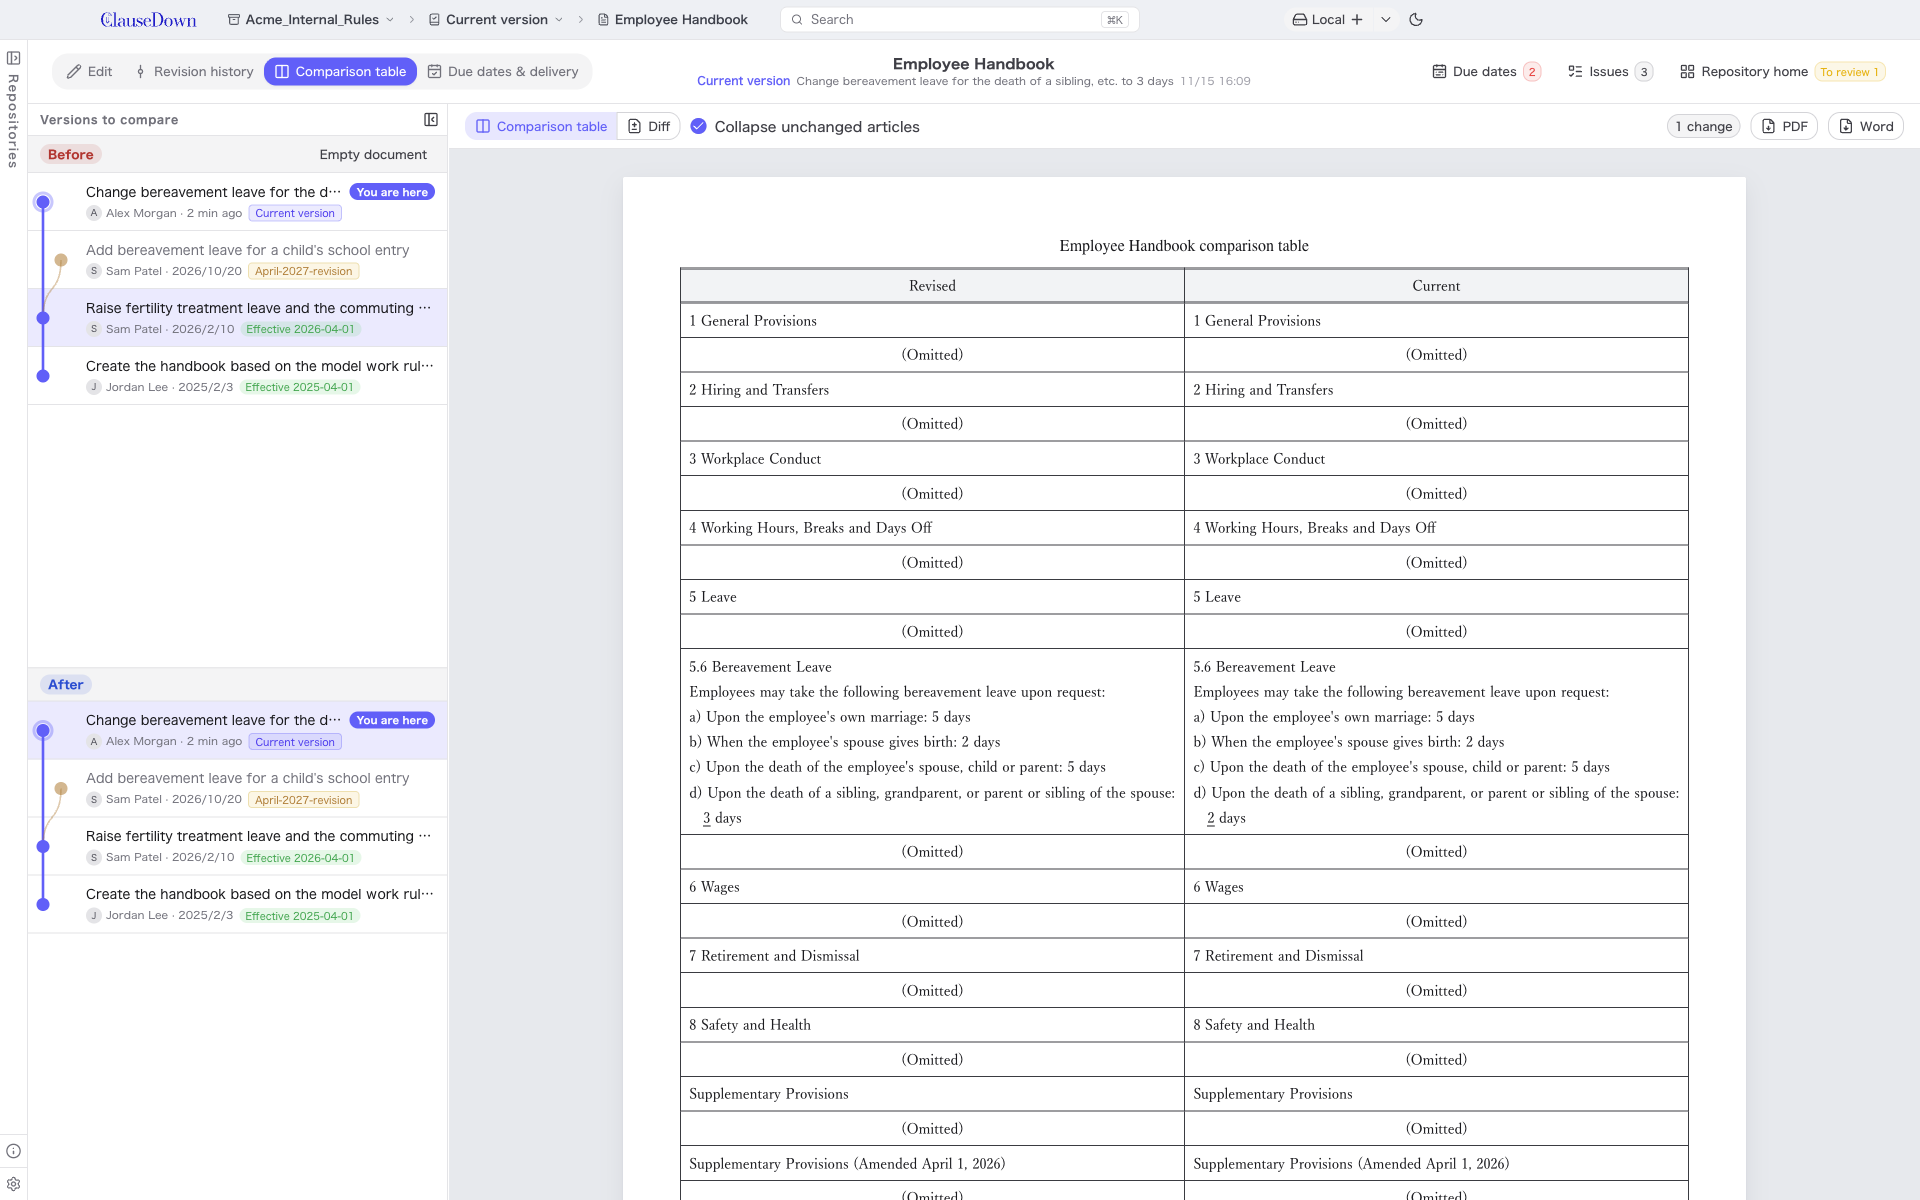 ClauseDown
Acme_Internal_Rules
Current version
Employee Handbook
Search
⌘K
Local
Repositories
Edit
Revision history
Comparison table
Due dates & delivery
Employee Handbook
Current version Change bereavement leave for the death of a sibling, etc. to 3 days 11/15 16:09
Due dates 2
Issues 3
Repository home To review 1
Versions to compare
Before
Empty document
Change bereavement leave for the d··· You are here
A Alex Morgan · 2 min ago Current version
Add bereavement leave for a child's school entry
S Sam Patel · 2026/10/20 April-2027-revision
Raise fertility treatment leave and the commuting ···
S Sam Patel · 2026/2/10 Effective 2026-04-01
Create the handbook based on the model work rul···
J Jordan Lee · 2025/2/3 Effective 2025-04-01
After
Change bereavement leave for the d··· You are here
A Alex Morgan · 2 min ago Current version
Add bereavement leave for a child's school entry
S Sam Patel · 2026/10/20 April-2027-revision
Raise fertility treatment leave and the commuting ···
S Sam Patel · 2026/2/10 Effective 2026-04-01
Create the handbook based on the model work rul···
J Jordan Lee · 2025/2/3 Effective 2025-04-01
Comparison table
Diff
Collapse unchanged articles
1 change
PDF
Word
Employee Handbook comparison table
Revised Current
1 General Provisions 1 General Provisions
(Omitted) (Omitted)
2 Hiring and Transfers 2 Hiring and Transfers
(Omitted) (Omitted)
3 Workplace Conduct 3 Workplace Conduct
(Omitted) (Omitted)
4 Working Hours, Breaks and Days Off 4 Working Hours, Breaks and Days Off
(Omitted) (Omitted)
5 Leave 5 Leave
(Omitted) (Omitted)
5.6 Bereavement Leave
Employees may take the following bereavement leave upon request:
a) Upon the employee's own marriage: 5 days
b) When the employee's spouse gives birth: 2 days
c) Upon the death of the employee's spouse, child or parent: 5 days
d) Upon the death of a sibling, grandparent, or parent or sibling of the spouse:
3 days
5.6 Bereavement Leave
Employees may take the following bereavement leave upon request:
a) Upon the employee's own marriage: 5 days
b) When the employee's spouse gives birth: 2 days
c) Upon the death of the employee's spouse, child or parent: 5 days
d) Upon the death of a sibling, grandparent, or parent or sibling of the spouse:
2 days
(Omitted) (Omitted)
6 Wages 6 Wages
(Omitted) (Omitted)
7 Retirement and Dismissal 7 Retirement and Dismissal
(Omitted) (Omitted)
8 Safety and Health 8 Safety and Health
(Omitted) (Omitted)
Supplementary Provisions Supplementary Provisions
(Omitted) (Omitted)
Supplementary Provisions (Amended April 1, 2026) Supplementary Provisions (Amended April 1, 2026)
(Omitted) (Omitted)